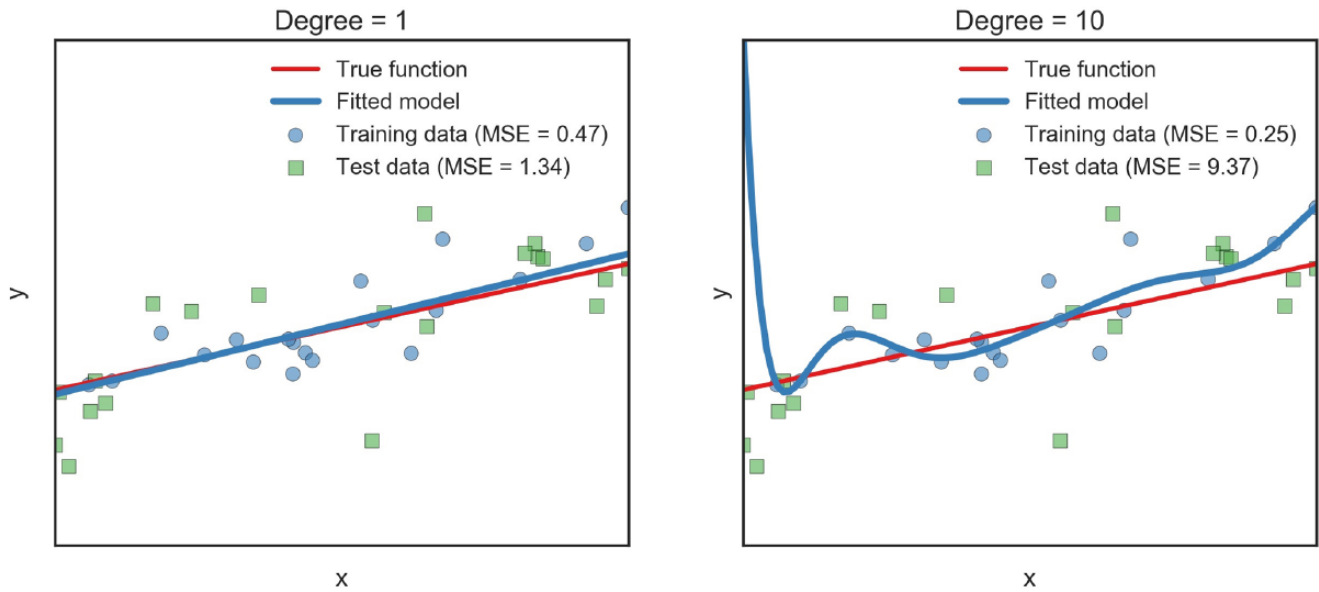 Degree = 1
True function
Fitted model
Training data (MSE = 0.47)
Test data (MSE = 1.34)
y
x
Degree = 10
True function
Fitted model
Training data (MSE = 0.25)
Test data (MSE = 9.37)
y
x